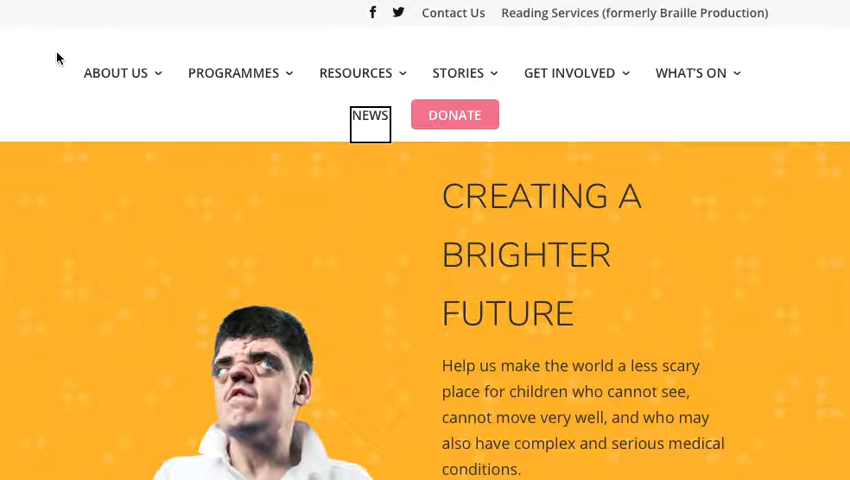 Contact Us Reading Services (formerly Braille Production)
ABOUT US PROGRAMMES RESOURCES STORIES GET INVOLVED WHAT'S ON
NEWS DONATE
CREATING A
BRIGHTER
FUTURE
Help us make the world a less scary
place for children who cannot see,
cannot move very well, and who may
also have complex and serious medical
conditions.